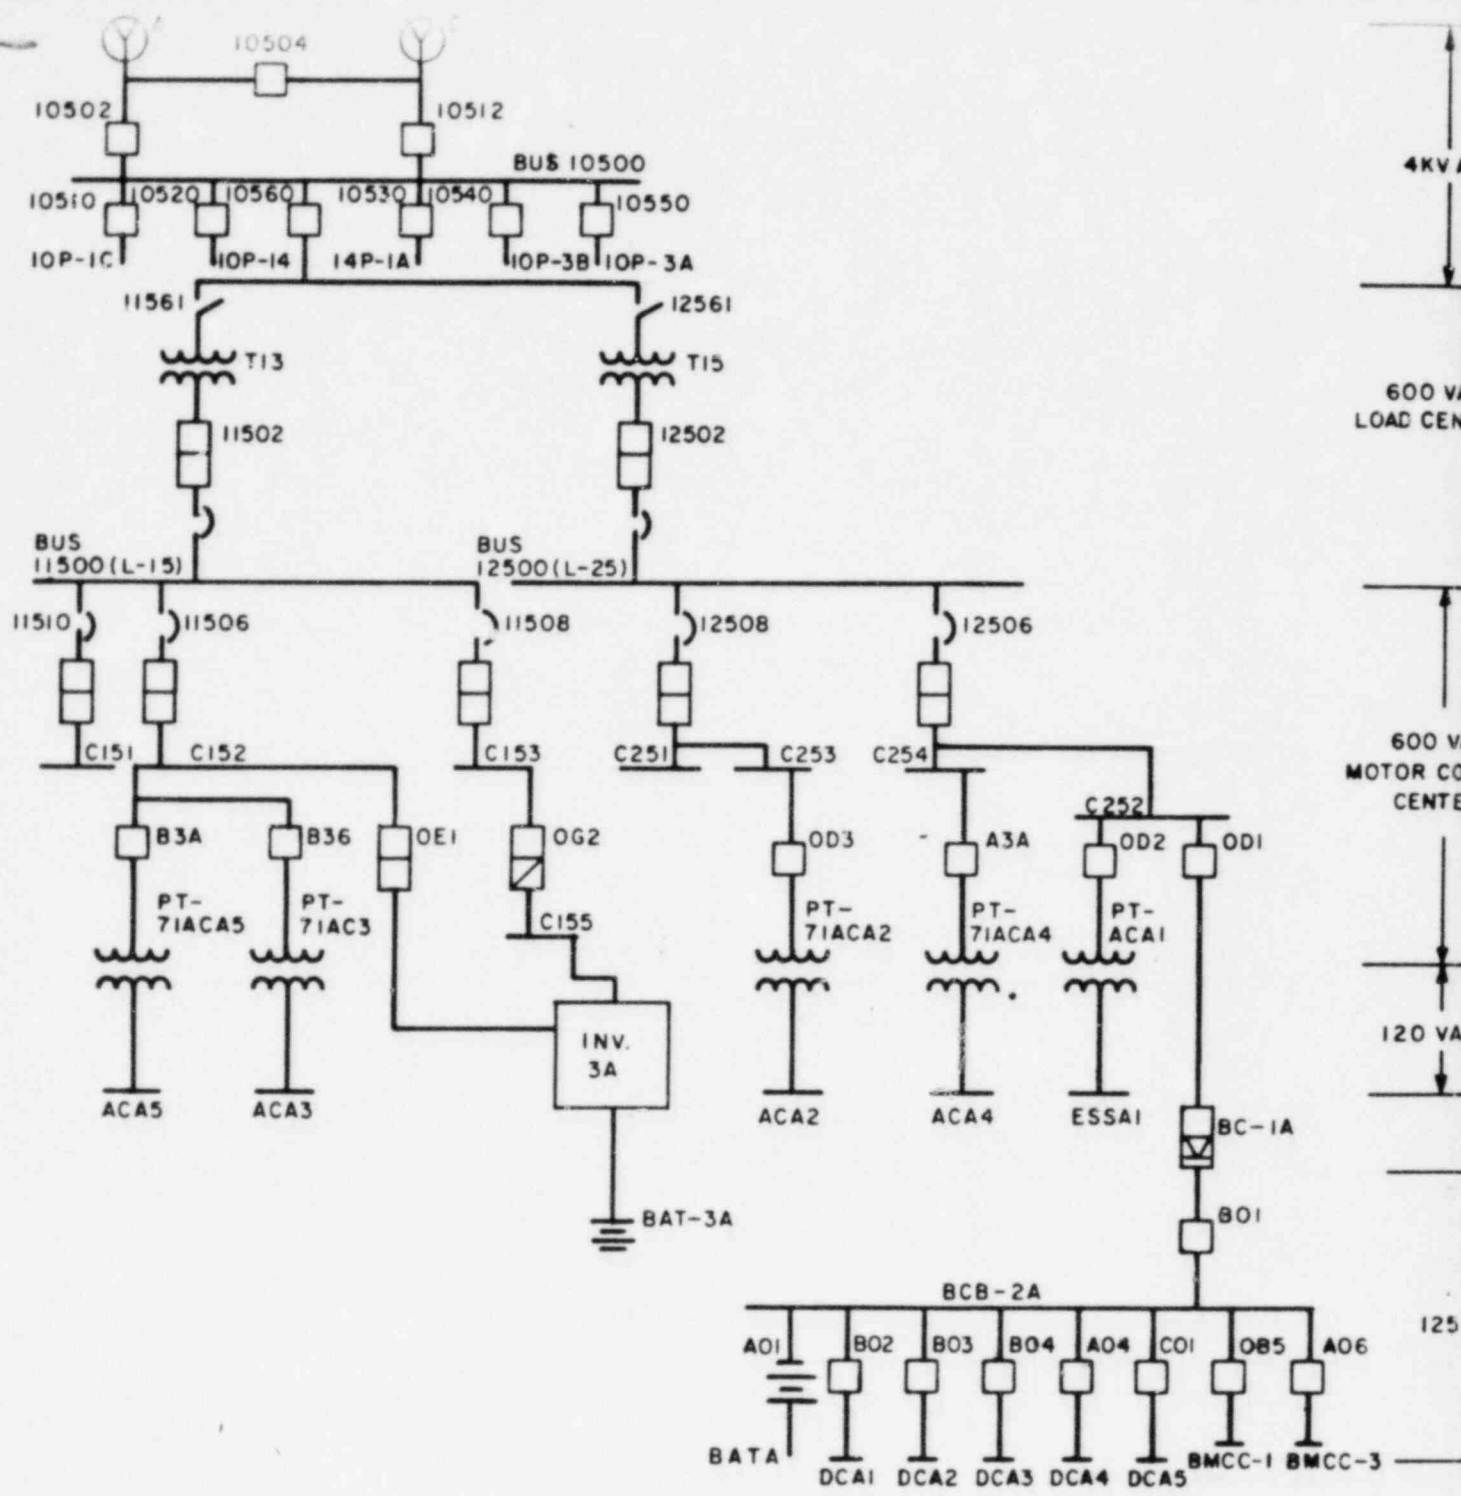 10504
10502
10512
BUS 10500
10510
10520
10560
10530
10540
10550
10P-1C
10P-14
14P-1A
10P-3B
10P-3A
4KV
11561
12561
T13
T15
600
LOAD
11502
12502
BUS
11500(L-15)
BUS
12500(L-25)
11510
11506
11508
12508
12506
C151
C152
C153
C251
C253
C254
600
MOTOR
C252
B3A
B36
OE1
OG2
OD3
A3A
OD2
OD1
PT-
71ACA5
PT-
71AC3
C155
PT-
71ACA2
PT-
71ACA4
PT-
ACA1
INV.
3A
120
ACA5
ACA3
ACA2
ACA4
ESSA1
BC-1A
BAT-3A
B01
BCB-2A
125
A01
B02
B03
B04
A04
C01
OB5
A06
BATA
DCA1
DCA2
DCA3
DCA4
DCA5
BMCC-1
BMCC-3